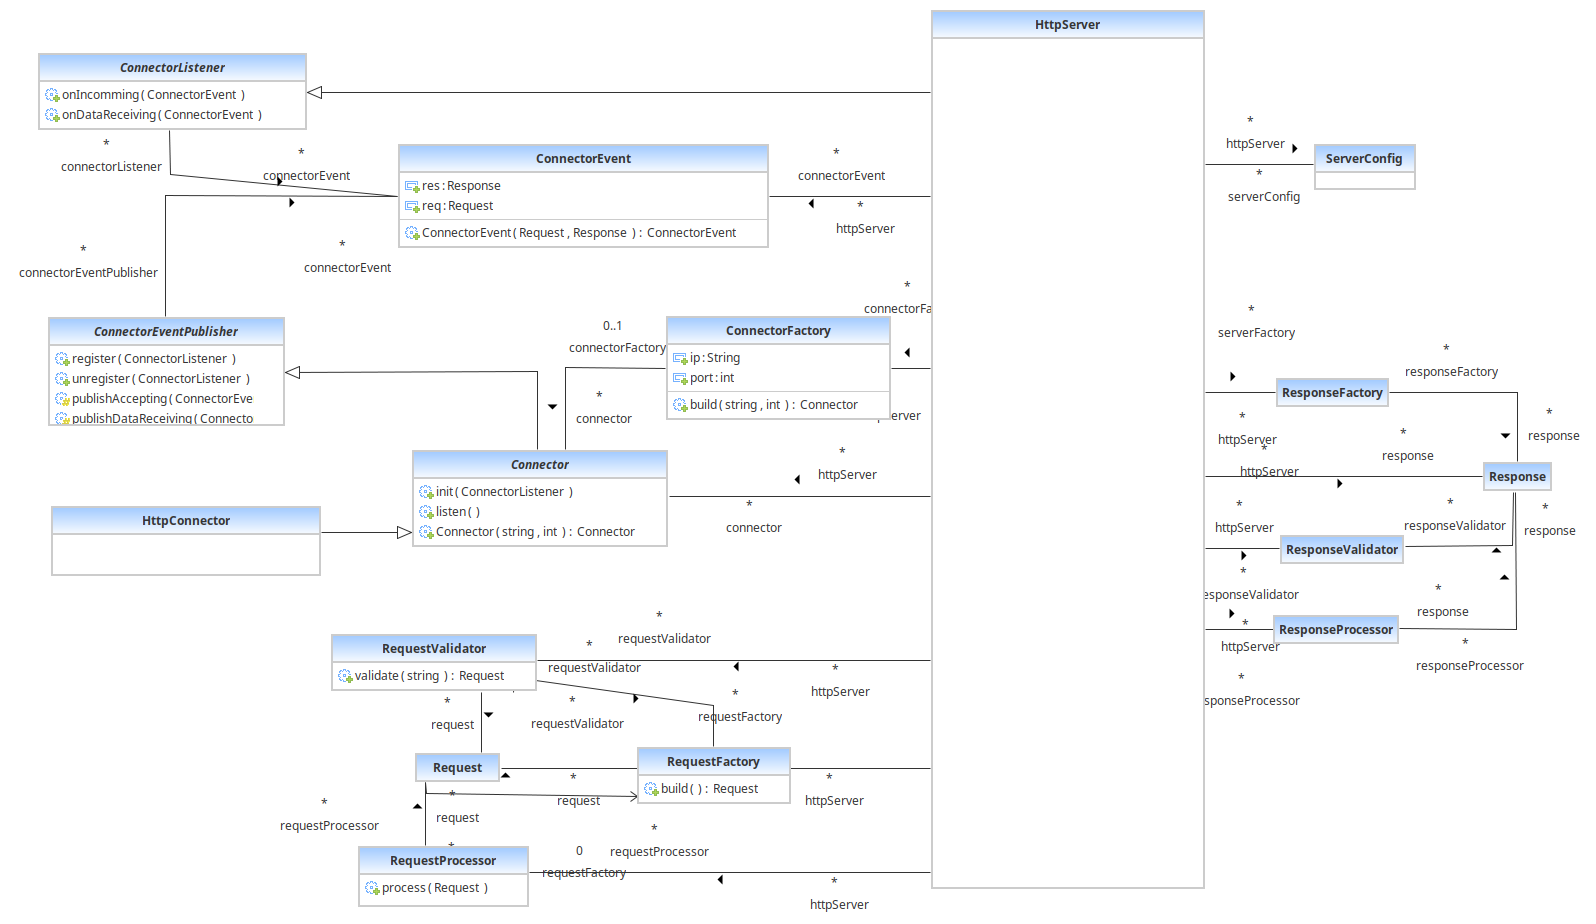 HttpServer
ConnectorListener
onIncomming(ConnectorEvent )
onDataReceiving(ConnectorEvent )
*
connectorListener
*
connectorEvent
ConnectorEvent
res:Response
req:Request
ConnectorEvent(Request,Response ): ConnectorEvent
*
connectorEvent
*
httpServer
*
httpServer
ServerConfig
*
serverConfig
*
connectorEventPublisher
*
connectorEvent
ConnectorEventPublisher
register(ConnectorListener )
unregister(ConnectorListener )
publishAccepting(ConnectorEve
publishDataReceiving(Connecto
0..1
connectorFactory
*
connector
*
connectorFa
ConnectorFactory
ip:String
port:int
build(string,int ): Connector
erver
*
serverFactory
*
responseFactory
ResponseFactory
*
httpServer
*
response
Connector
init(ConnectorListener )
listen( )
Connector(string,int ): Connector
*
httpServer
*
connector
HttpConnector
*
httpServer
*
response
Response
*
httpServer
*
responseValidator
*
response
ResponseValidator
*
esponseValidator
*
response
*
httpServer
ResponseProcessor
*
responseProcessor
*
sponseProcessor
*
requestValidator
RequestValidator
validate(string ): Request
*
requestValidator
*
httpServer
*
request
*
requestValidator
*
requestFactory
Request
RequestFactory
build( ): Request
*
request
*
httpServer
*
requestProcessor
*
request
*
RequestProcessor
process(Request )
0
requestFactory
*
requestProcessor
*
httpServer